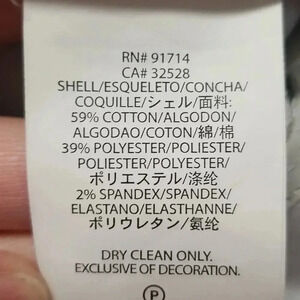 RN# 91714
CA# 32528
SHELL/ESQUELETO/CONCHA/
COQUILLE/シェル/面料:
59% COTTON/ALGODON/
ALGODAO/COTON/綿/棉
39% POLYESTER/POLIESTER/
POLIESTER/POLYESTER/
ポリエステル/涤纶
2% SPANDEX/SPANDEX/
ELASTANO/ELASTHANNE/
ポリウレタン/氨纶
DRY CLEAN ONLY.
EXCLUSIVE OF DECORATION.
P